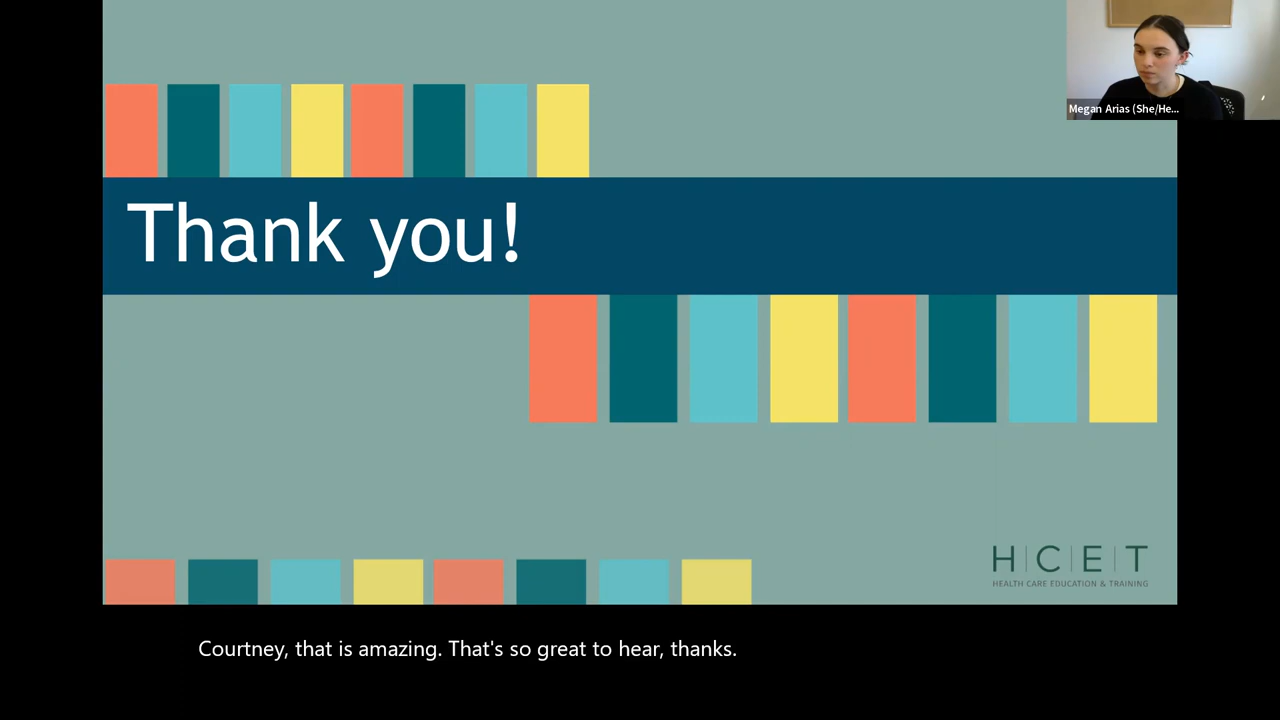 Megan Arias (She/He...
Thank you!
H|C|E|T
HEALTH CARE EDUCATION & TRAINING
Courtney, that is amazing. That's so great to hear, thanks.